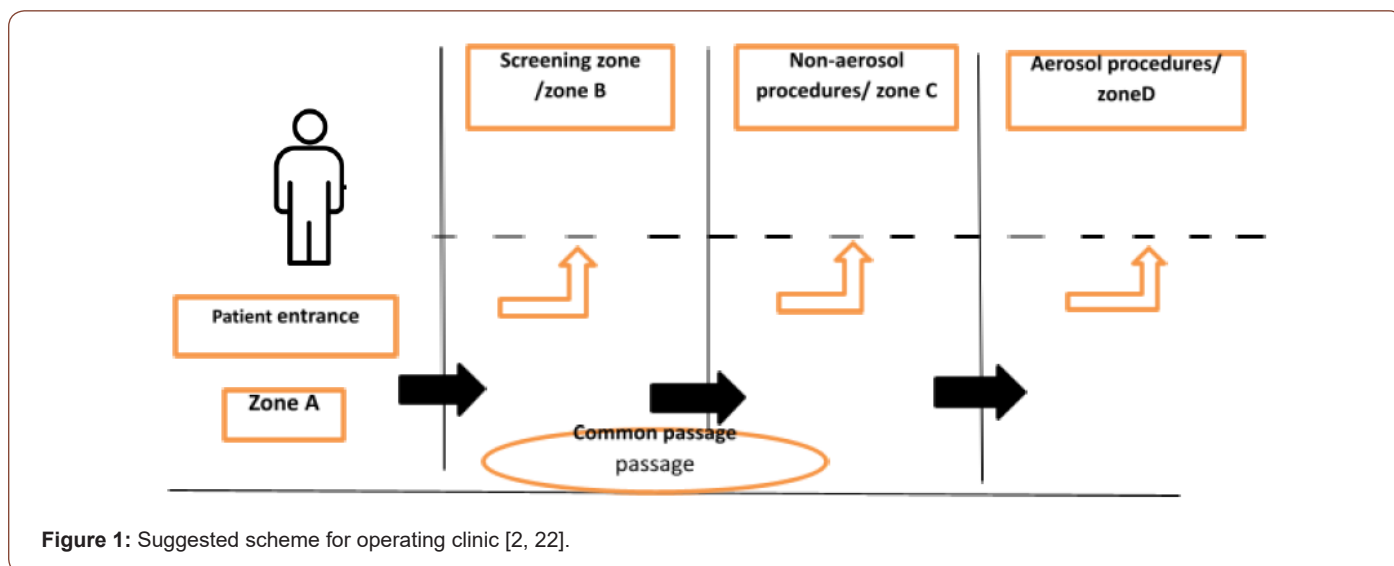 Screening zone
/zone B
Non-aerosol
procedures/ zone C
Aerosol procedures/
zoneD
Patient entrance
Zone A
Common passage
passage
Figure 1: Suggested scheme for operating clinic [2, 22].